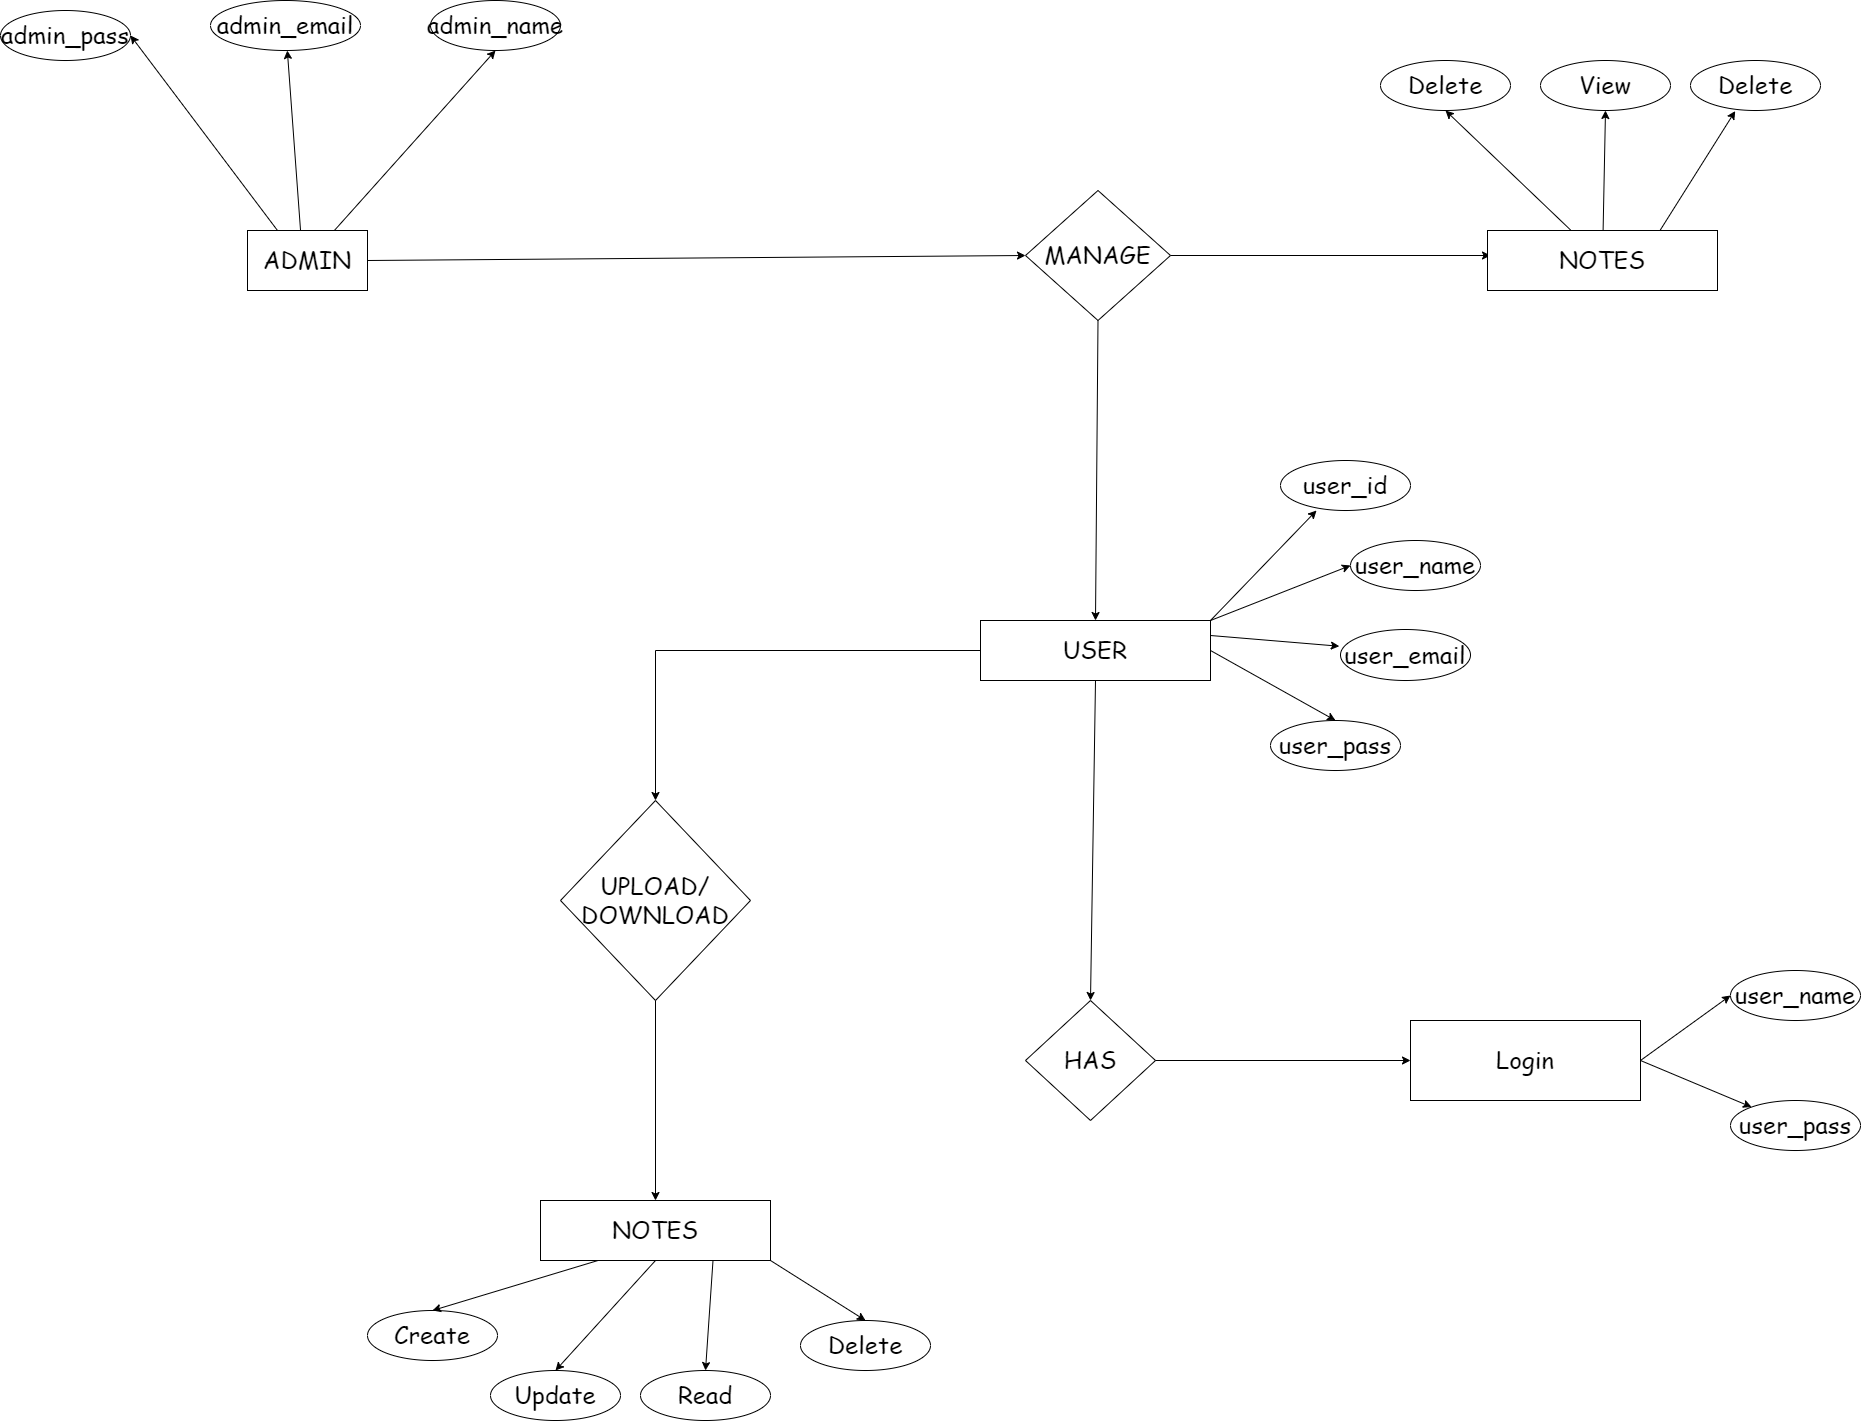 admin_pass
admin_email
admin_name
Delete
View
Delete
ADMIN
MANAGE
NOTES
user_id
user_name
USER
user_email
user_pass
UPLOAD/
DOWNLOAD
user_name
HAS
Login
user_pass
NOTES
Create
Delete
Update
Read